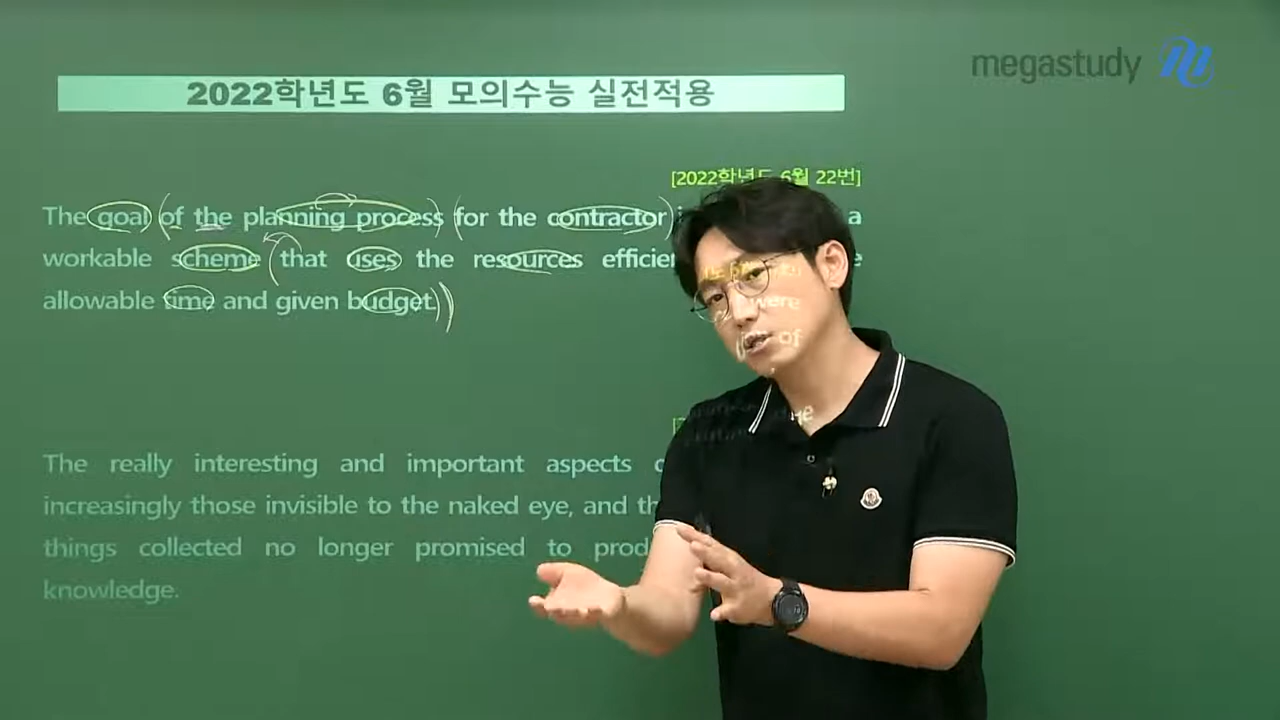 megastudy
2022학년도 6월 모의수능 실전적용
[2022학년도 6월 22번]
The goal of the planning process for the contractor a
workable scheme that uses the resources
allowable time and given budget.
were
of
The really interesting and important aspects
increasingly those invisible to the naked eye, and
things collected no longer promised to
knowledge.